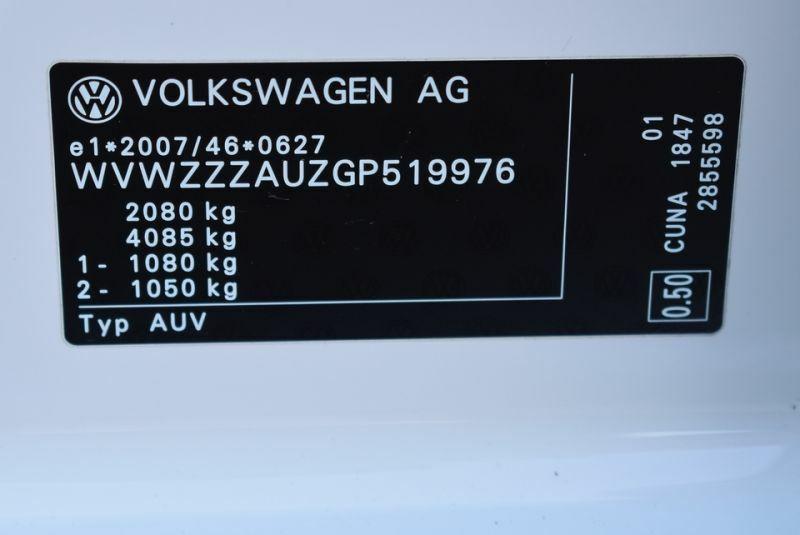 VOLKSWAGEN AG
e1*2007/46*0627
WVWZZZAUZGP519976
2080 kg
4085 kg
1- 1080 kg
2- 1050 kg
Typ AUV
01
CUNA 1847
2855598
0.50